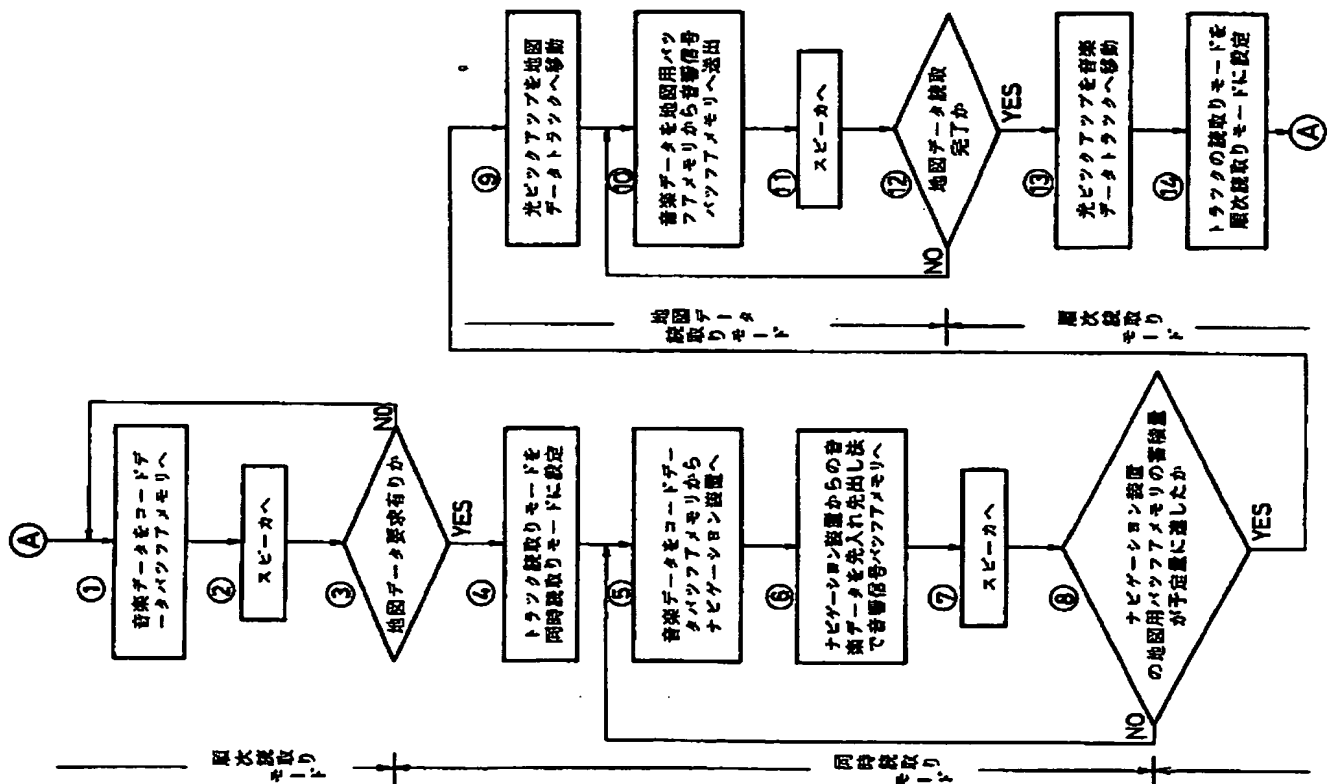 Ⓐ
①
音楽データをコードデ
ータバツフアメモリへ
②
スピーカへ
③
地図データ要求有りか
NO
YES
④
トラック読取りモードを
同時読取りモードに設定
⑤
音楽データをコードデー
タバツフアメモリから
ナビゲーション装置へ
⑥
ナビゲーション装置からの音
楽データを先入れ先出し法
で音響信号バツフアメモリへ
⑦
スピーカへ
⑧
ナビゲーション装置
の地図用バツフアメモリの蓄積量
が予定量に達したか
NO
YES
順次読取り
モード
同時読取り
モード
⑨
光ピツクアツプを地図
データトラックへ移動
⑩
音楽データを地図用バツ
フアメモリから音響信号
バツフアメモリへ送出
⑪
スピーカへ
⑫
地図データ読取
完了か
NO
YES
⑬
光ピツクアツプを音楽
データトラックへ移動
⑭
トラックの読取りモードを
順次読取りモードに設定
Ⓐ
地図データ
読取りモード
順次読取り
モード